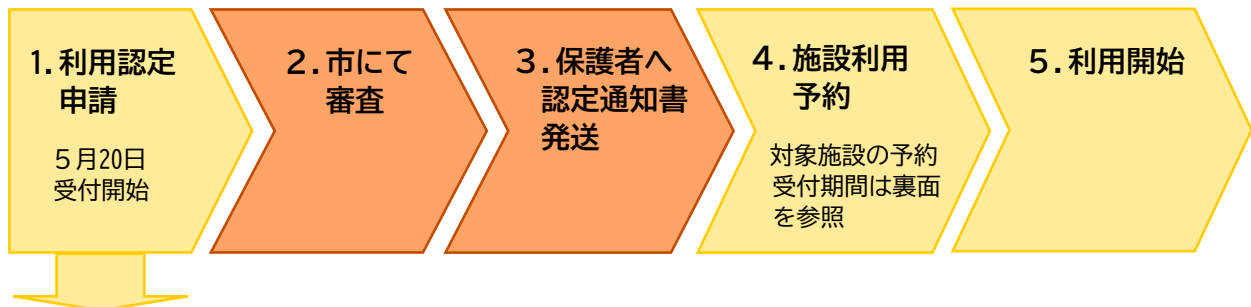 1.利用認定
申請
５月20日
受付開始
２.市にて
審査
３.保護者へ
認定通知書
発送
４.施設利用
予約
対象施設の予約
受付期間は裏面
を参照
５.利用開始